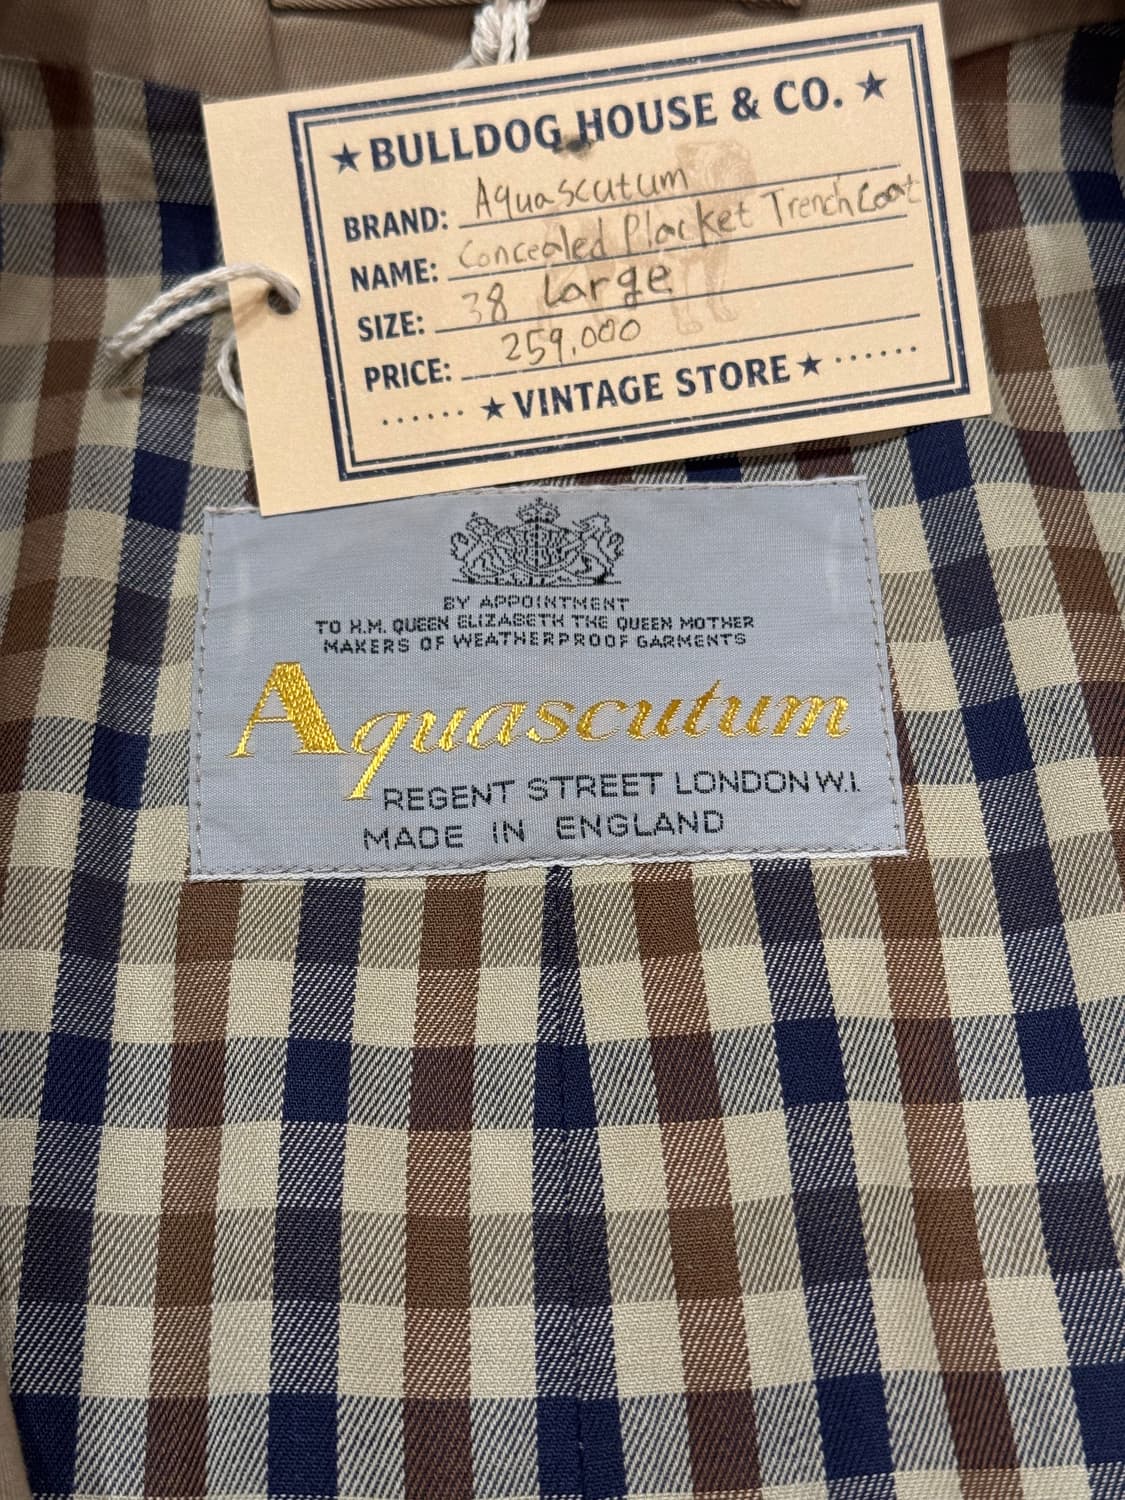 ★ BULLDOG HOUSE & CO. ★
BRAND: Aquascutum
NAME: Concealed Placket Trench Coat
SIZE: 38 Large
PRICE: 259,000
...... ★ VINTAGE STORE ★ ......
BY APPOINTMENT
TO H.M. QUEEN ELIZABETH THE QUEEN MOTHER
MAKERS OF WEATHERPROOF GARMENTS
Aquascutum
REGENT STREET LONDON W.1.
MADE IN ENGLAND